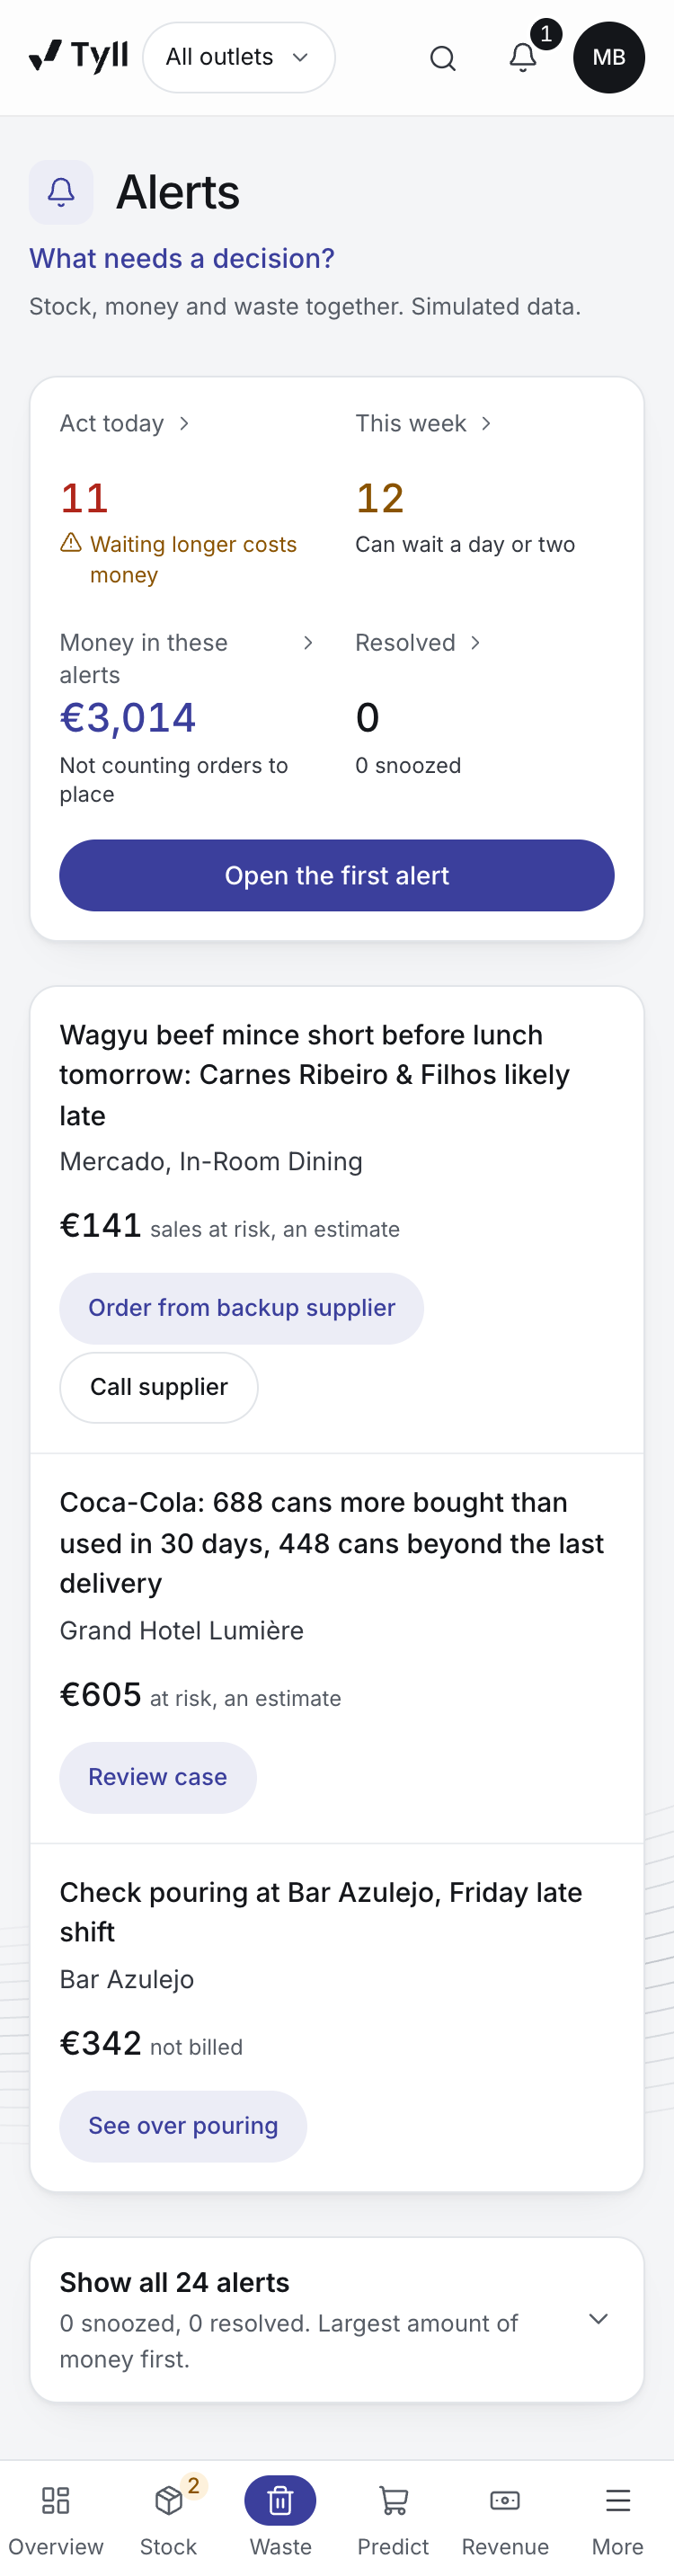 Tyll
All outlets
1
MB
Alerts
What needs a decision?
Stock, money and waste together. Simulated data.
Act today
11
Waiting longer costs
money
This week
12
Can wait a day or two
Money in these
alerts
€3,014
Not counting orders to
place
Resolved
0
0 snoozed
Open the first alert
Wagyu beef mince short before lunch
tomorrow: Carnes Ribeiro & Filhos likely
late
Mercado, In-Room Dining
€141 sales at risk, an estimate
Order from backup supplier
Call supplier
Coca-Cola: 688 cans more bought than
used in 30 days, 448 cans beyond the last
delivery
Grand Hotel Lumière
€605 at risk, an estimate
Review case
Check pouring at Bar Azulejo, Friday late
shift
Bar Azulejo
€342 not billed
See over pouring
Show all 24 alerts
0 snoozed, 0 resolved. Largest amount of
money first.
2
Overview
Stock
Waste
Predict
Revenue
More